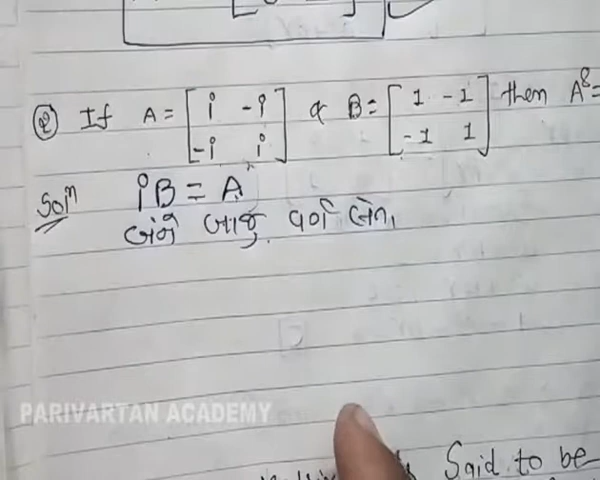 ② If A = [ i -i ] & B = [ 1 -1 ] then A⁸ =
[ -i i ] [ -1 1 ]
Solⁿ iB = A
બંને બાજુ વર્ગ લેતા,
PARIVARTAN ACADEMY
Said to be